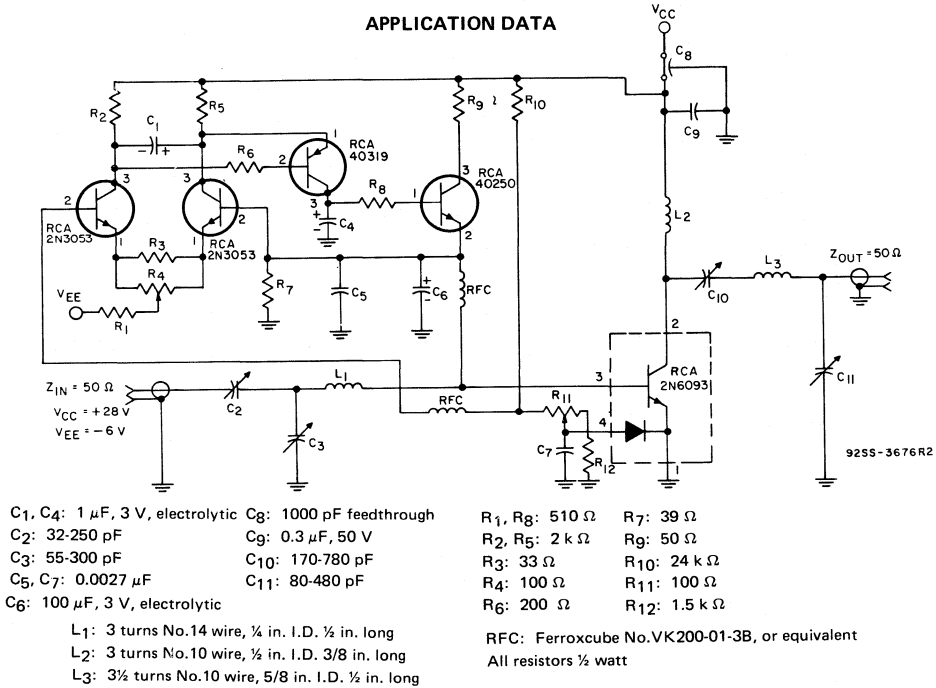 APPLICATION DATA
VCC
C8
R2
R5
R9 ≀
R10
C1
- +
C9
1
RCA
40319
R6
2
3
3
3
RCA
40250
2
R8
1
3
+
-
C4
L2
RCA
2N3053
2
RCA
2N3053
1
1
2
R3
R4
R7
C5
+
-
C6
RFC
L3
ZOUT = 50 Ω
VEE
R1
C10
2
RCA
2N6093
L1
3
C11
ZIN = 50 Ω
VCC = +28 V
VEE = -6 V
C2
RFC
R11
4
C3
C7
R12
1
92SS-3676R2
C1, C4: 1 μF, 3 V, electrolytic
C2: 32-250 pF
C3: 55-300 pF
C5, C7: 0.0027 μF
C6: 100 μF, 3 V, electrolytic
C8: 1000 pF feedthrough
C9: 0.3 μF, 50 V
C10: 170-780 pF
C11: 80-480 pF
L1: 3 turns No.14 wire, ¼ in. I.D. ½ in. long
L2: 3 turns No.10 wire, ½ in. I.D. 3/8 in. long
L3: 3½ turns No.10 wire, 5/8 in. I.D. ½ in. long
R1, R8: 510 Ω
R2, R5: 2 k Ω
R3: 33 Ω
R4: 100 Ω
R6: 200 Ω
R7: 39 Ω
R9: 50 Ω
R10: 24 k Ω
R11: 100 Ω
R12: 1.5 k Ω
RFC: Ferroxcube No.VK200-01-3B, or equivalent
All resistors ½ watt